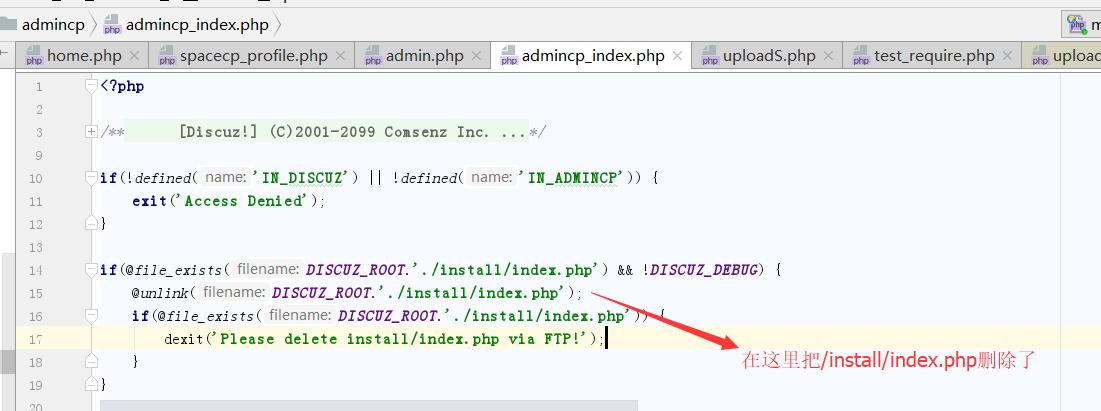 admincp admincp_index.php m
home.php spacecp_profile.php admin.php admincp_index.php uploadS.php test_require.php upload
1 <?php
2
3 /** [Discuz!] (C)2001-2099 Comsenz Inc. ...*/
9
10 if(!defined( name: 'IN_DISCUZ') || !defined( name: 'IN_ADMINCP')) {
11 exit('Access Denied');
12 }
13
14 if(@file_exists( filename: DISCUZ_ROOT.'./install/index.php') && !DISCUZ_DEBUG) {
15 @unlink( filename: DISCUZ_ROOT.'./install/index.php');
16 if(@file_exists( filename: DISCUZ_ROOT.'./install/index.php')) {
17 dexit('Please delete install/index.php via FTP!');
18 }
在这里把/install/index.php删除了
19 }
20